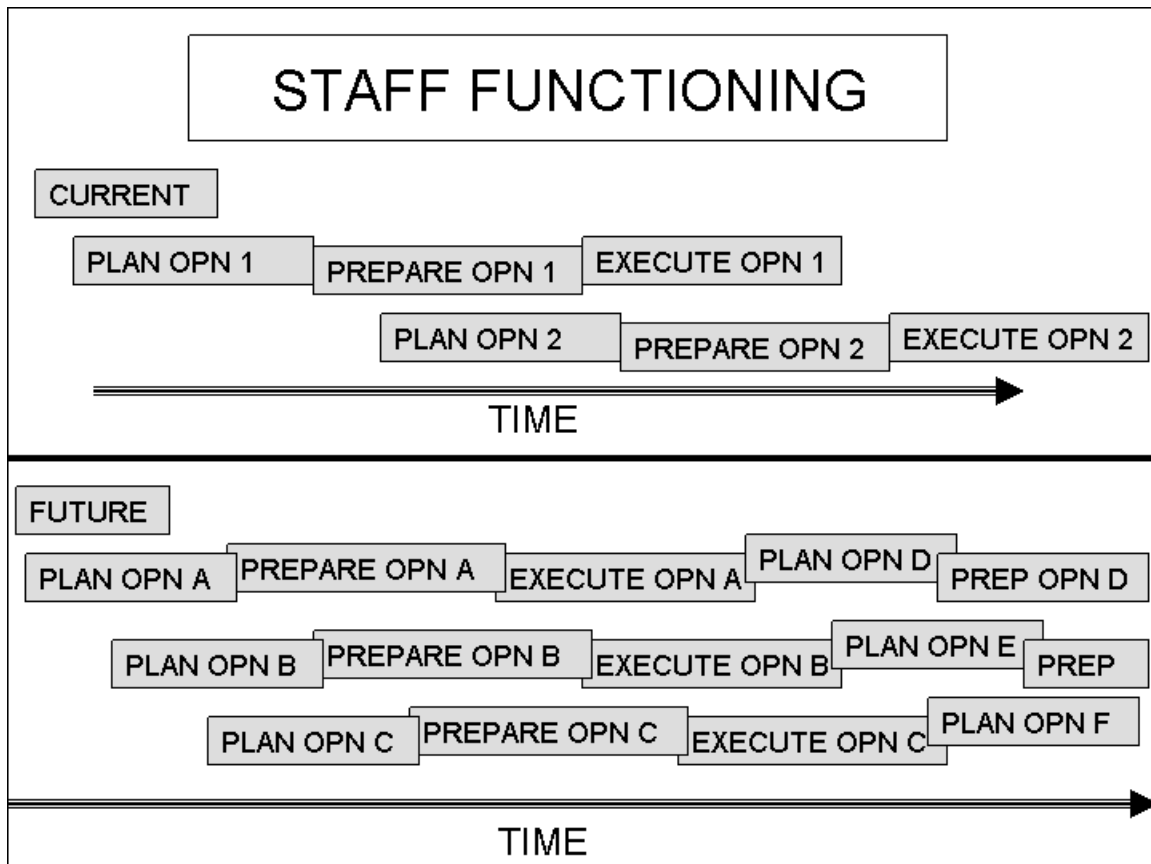 STAFF FUNCTIONING
CURRENT
PLAN OPN 1
PREPARE OPN 1
EXECUTE OPN 1
PLAN OPN 2
PREPARE OPN 2
EXECUTE OPN 2
TIME
FUTURE
PLAN OPN A
PREPARE OPN A
EXECUTE OPN A
PLAN OPN D
PREP OPN D
PLAN OPN B
PREPARE OPN B
EXECUTE OPN B
PLAN OPN E
PREP
PLAN OPN C
PREPARE OPN C
EXECUTE OPN C
PLAN OPN F
TIME